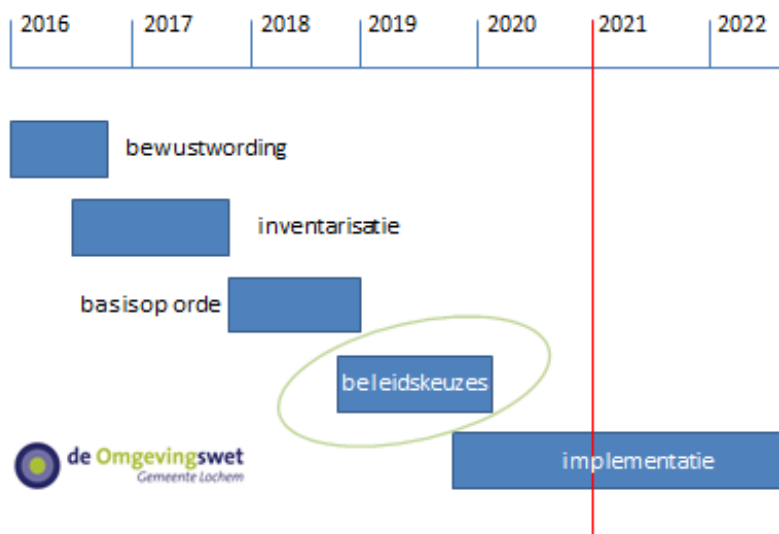 2016 2017 2018 2019 2020 2021 2022
bewustwording
inventarisatie
basisop orde
beleidskeuzes
implementatie
de Omgevingswet
Gemeente Lochem